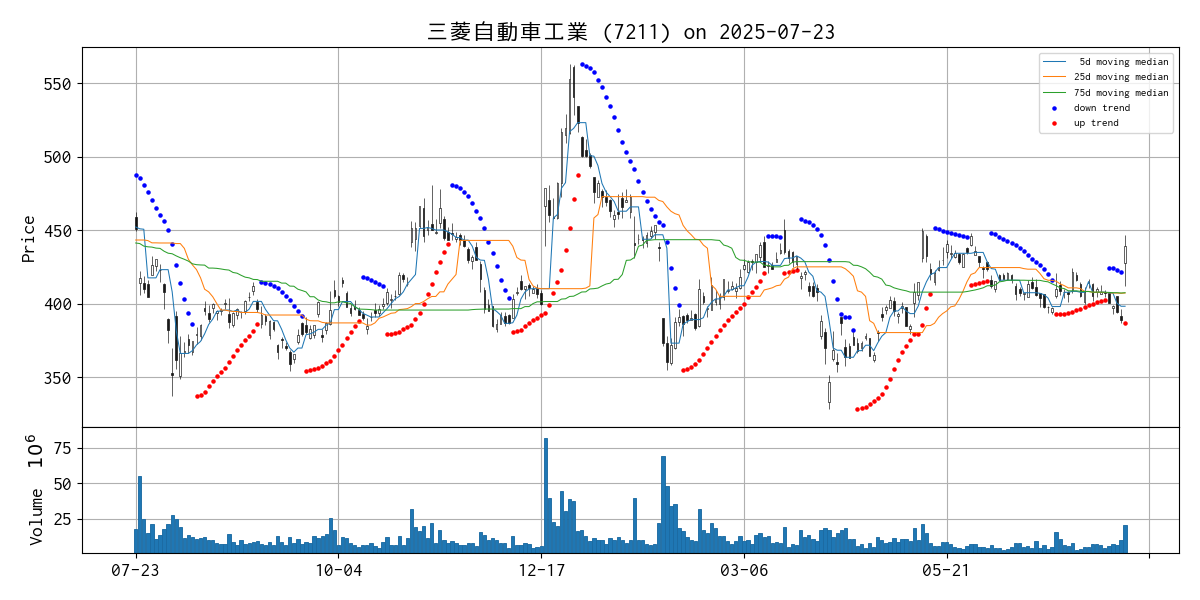 三菱自動車工業 (7211) on 2025-07-23
5d moving median
25d moving median
75d moving median
down trend
up trend
Price
550
500
450
400
350
Volume 10^6
75
50
25
07-23 10-04 12-17 03-06 05-21